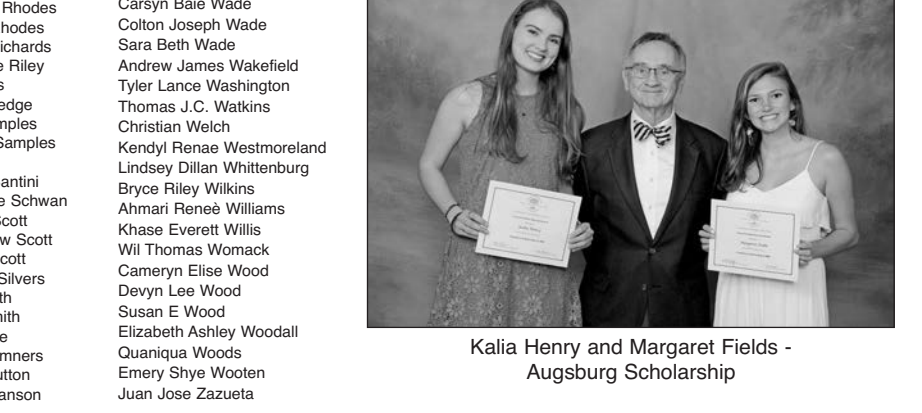 Rhodes
hodes
ichards
e Riley
s
edge
mples
Samples
antini
e Schwan
Scott
w Scott
cott
Silvers
th
mith
e
mners
utton
anson
Carsyn Baie Wade
Colton Joseph Wade
Sara Beth Wade
Andrew James Wakefield
Tyler Lance Washington
Thomas J.C. Watkins
Christian Welch
Kendyl Renae Westmoreland
Lindsey Dillan Whittenburg
Bryce Riley Wilkins
Ahmari Reneè Williams
Khase Everett Willis
Wil Thomas Womack
Cameryn Elise Wood
Devyn Lee Wood
Susan E Wood
Elizabeth Ashley Woodall
Quaniqua Woods
Emery Shye Wooten
Juan Jose Zazueta
Kalia Henry and Margaret Fields -
Augsburg Scholarship